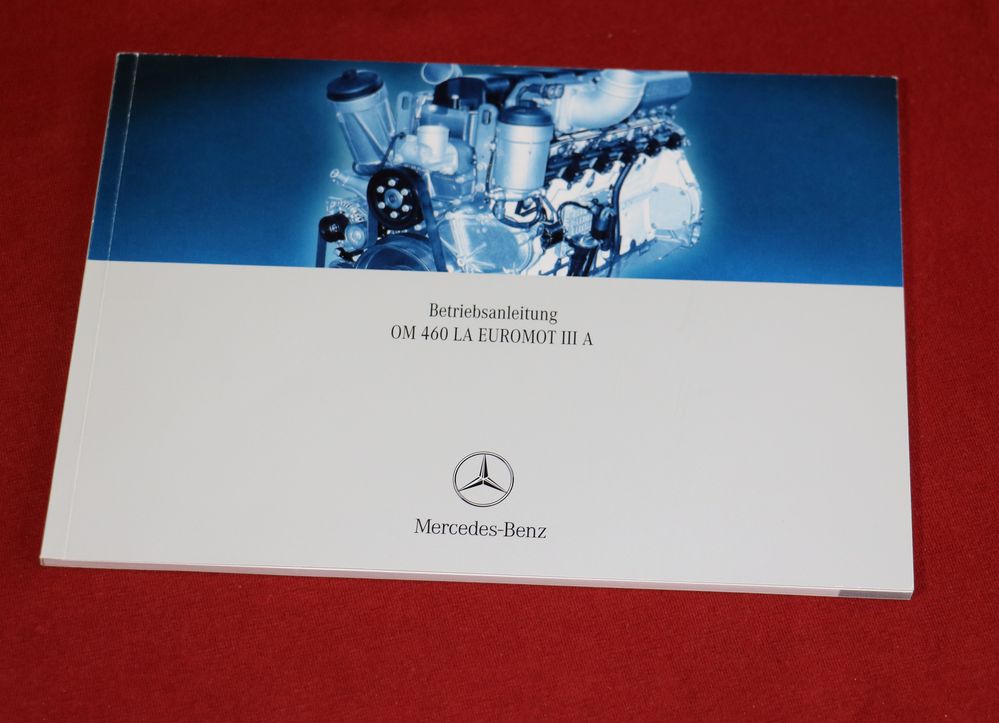 Betriebsanleitung
OM 460 LA EUROMOT III A
Mercedes-Benz